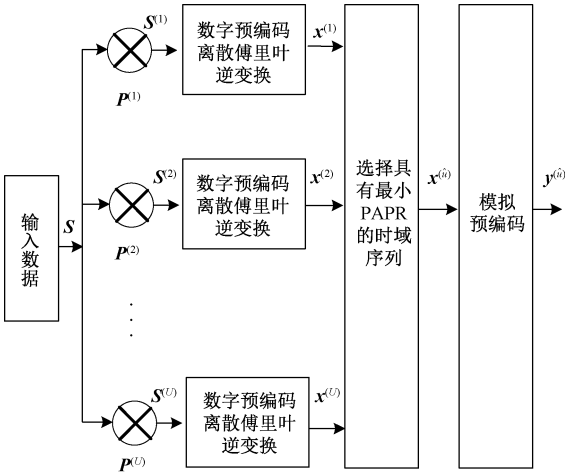 S⁽¹⁾
数字预编码
离散傅里叶
逆变换
x⁽¹⁾
P⁽¹⁾
输入数据
S
S⁽²⁾
数字预编码
离散傅里叶
逆变换
x⁽²⁾
P⁽²⁾
选择具
有最小
PAPR
的时域
序列
x⁽û⁾
模拟
预编码
y⁽û⁾
. . .
S⁽ᵁ⁾
数字预编码
离散傅里叶
逆变换
x⁽ᵁ⁾
P⁽ᵁ⁾